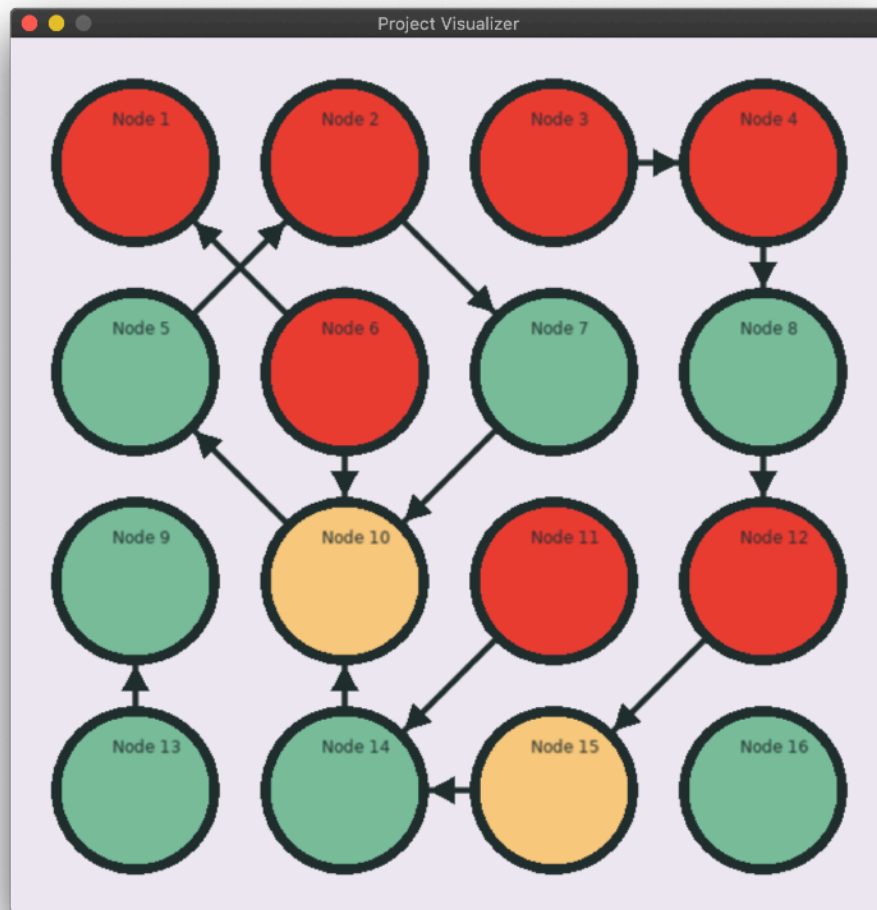 Project Visualizer
Node 1
Node 2
Node 3
Node 4
Node 5
Node 6
Node 7
Node 8
Node 9
Node 10
Node 11
Node 12
Node 13
Node 14
Node 15
Node 16